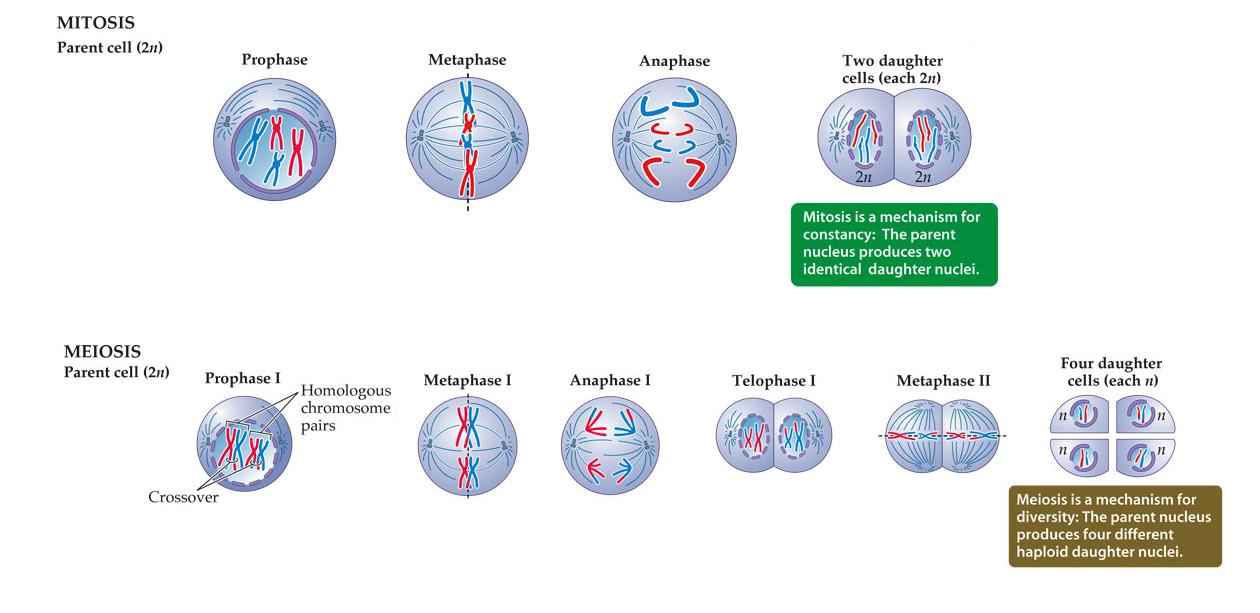 MITOSIS
Parent cell (2n)
Prophase
Metaphase
Anaphase
Two daughter
cells (each 2n)
2n
2n
Mitosis is a mechanism for
constancy: The parent
nucleus produces two
identical daughter nuclei.
MEIOSIS
Parent cell (2n)
Prophase I
Homologous
chromosome
pairs
Crossover
Metaphase I
Anaphase I
Telophase I
Metaphase II
Four daughter
cells (each n)
n
n
n
n
Meiosis is a mechanism for
diversity: The parent nucleus
produces four different
haploid daughter nuclei.